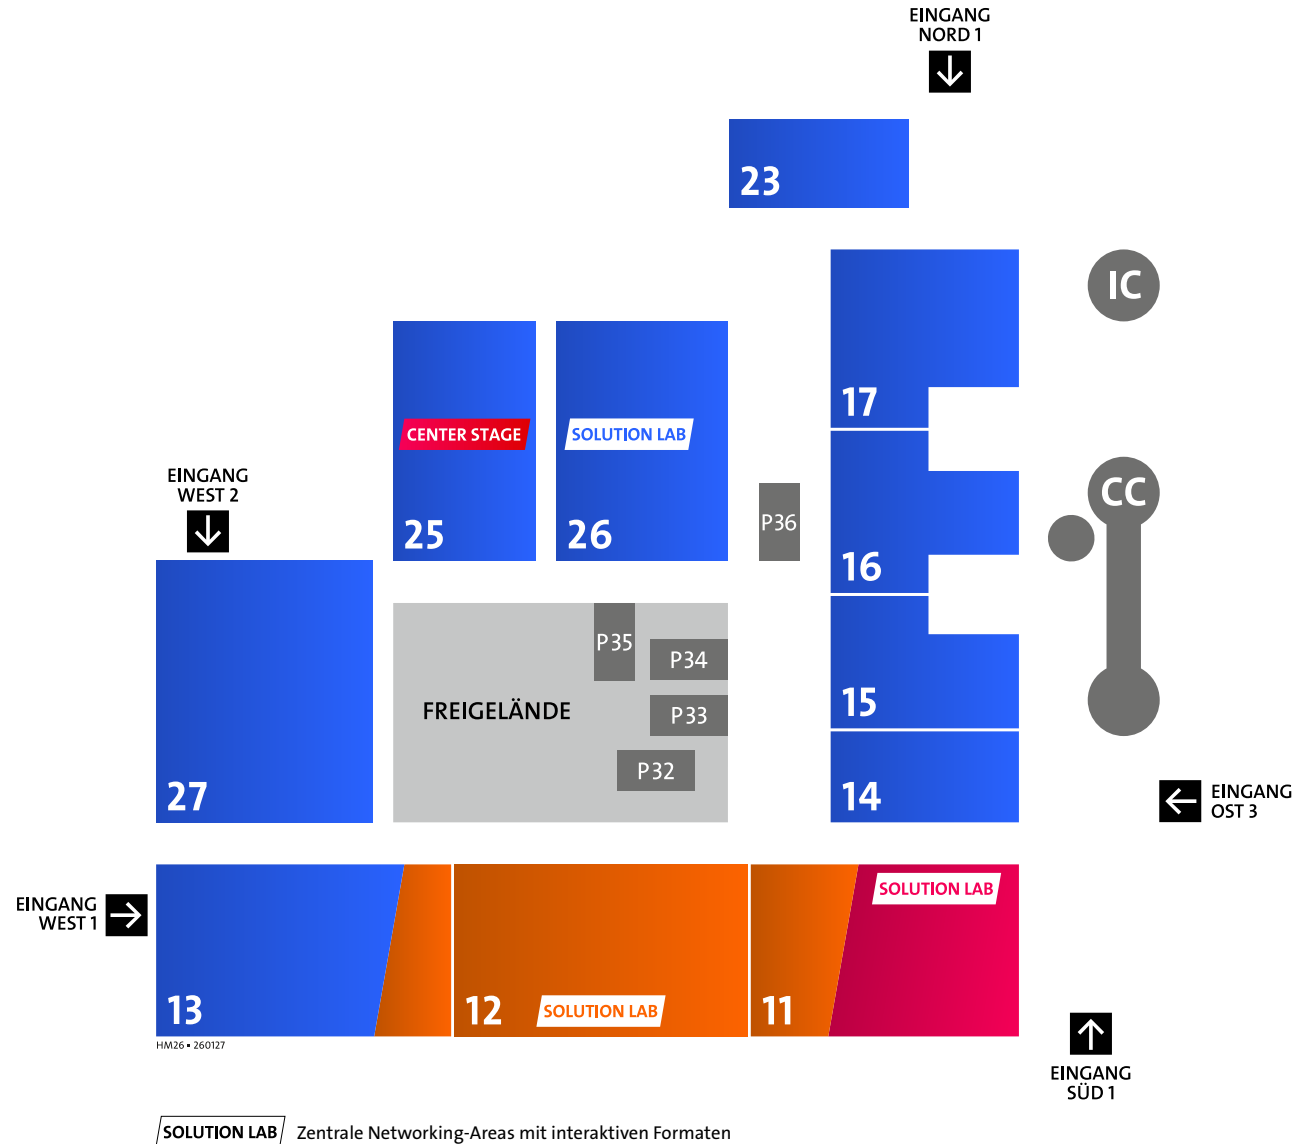 EINGANG
NORD 1
23
IC
17
CENTER STAGE
SOLUTION LAB
25
26
EINGANG
WEST 2
CC
P36
16
P35
P34
FREIGELÄNDE
P33
15
P32
27
14
EINGANG
OST 3
EINGANG
WEST 1
SOLUTION LAB
13
12
SOLUTION LAB
11
HM26 ▪ 260127
EINGANG
SÜD 1
SOLUTION LAB Zentrale Networking-Areas mit interaktiven Formaten